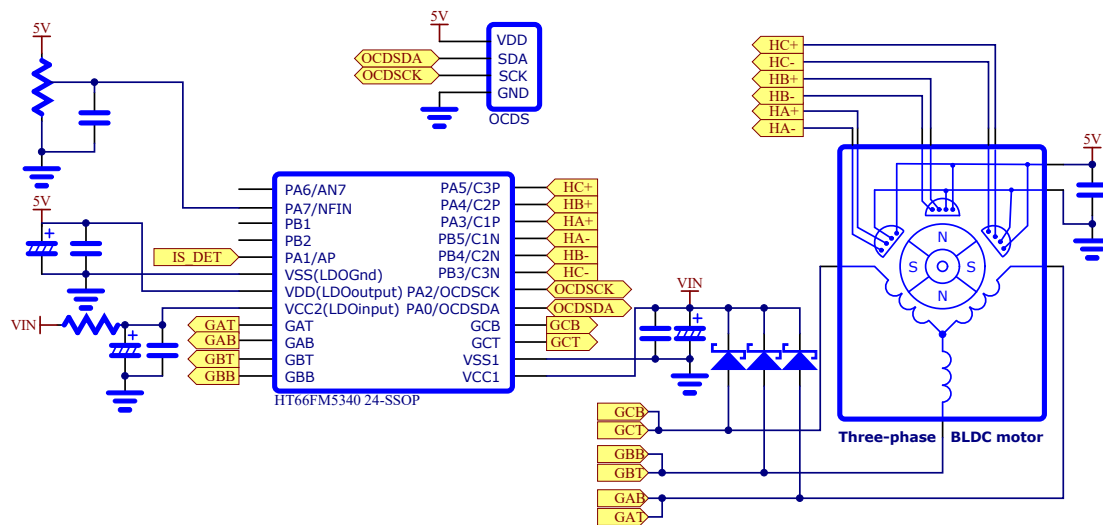 5V
5V
VDD
OCDSDA
SDA
OCDSCK
SCK
GND
OCDS
HC+
HC-
HB+
HB-
HA+
HA-
5V
PA6/AN7
PA5/C3P
HC+
PA7/NFIN
PA4/C2P
HB+
5V
PB1
PA3/C1P
HA+
PB2
PB5/C1N
HA-
IS_DET
PA1/AP
PB4/C2N
HB-
VSS(LDOGnd)
PB3/C3N
HC-
VDD(LDOoutput)
PA2/OCDSCK
OCDSCK
VIN
VCC2(LDOinput)
PA0/OCDSDA
OCDSDA
VIN
GAT
GAT
GCB
GCB
GAB
GAB
GCT
GCT
GBT
GBT
VSS1
GBB
GBB
VCC1
HT66FM5340 24-SSOP
N
S
S
N
GCB
GCT
Three-phase BLDC motor
GBB
GBT
GAB
GAT